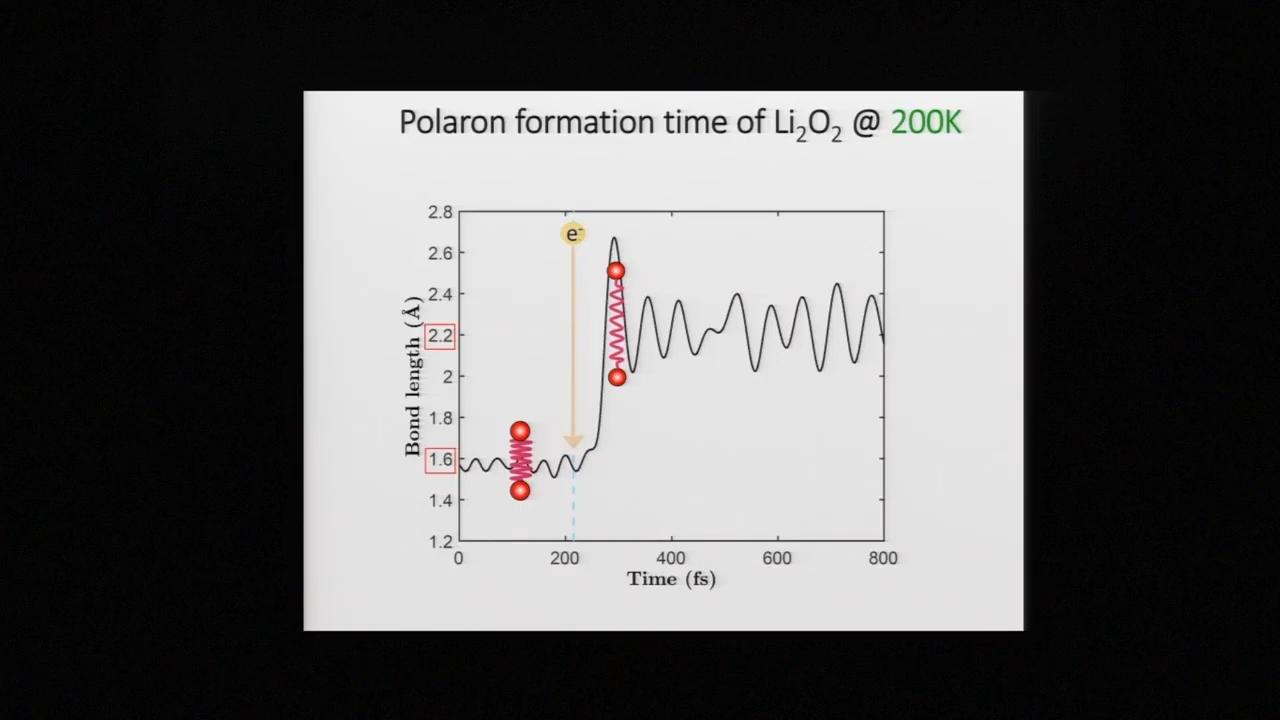 Polaron formation time of Li₂O₂ @ 200K
2.8
2.6
2.4
2.2
2
1.8
1.6
1.4
1.2
Bond length (Å)
e⁻
0 200 400 600 800
Time (fs)